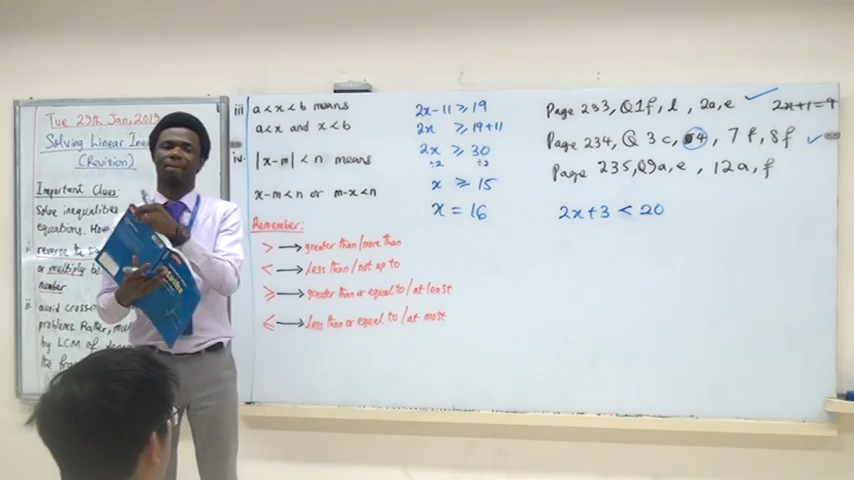 Tue 29th Jan, 2019
Solving Linear
(Revision)
Important Clues:
Solve inequalities
equations.
i reverse the
or multiply
number
ii avoid
problems. Rather,
by LCM of
the
iii a < x < b means
a < x and x < b
iv. |x-m| < n means
x-m < n or m-x < n
Remember:
> → greater than/more than
< → Less than/not up to
≥ → greater than or equal to/at least
≤ → Less than or equal to/at most
2x-11 ≥ 19
2x ≥ 19+11
2x ≥ 30
÷2 ÷2
x ≥ 15
x = 16
Page 233, Q1f, l, 2a, e
2x+1=9
Page 234, Q 3c, 4, 7f, 8f
Page 235, Q9a, e, 12a, f
2x+3 < 20